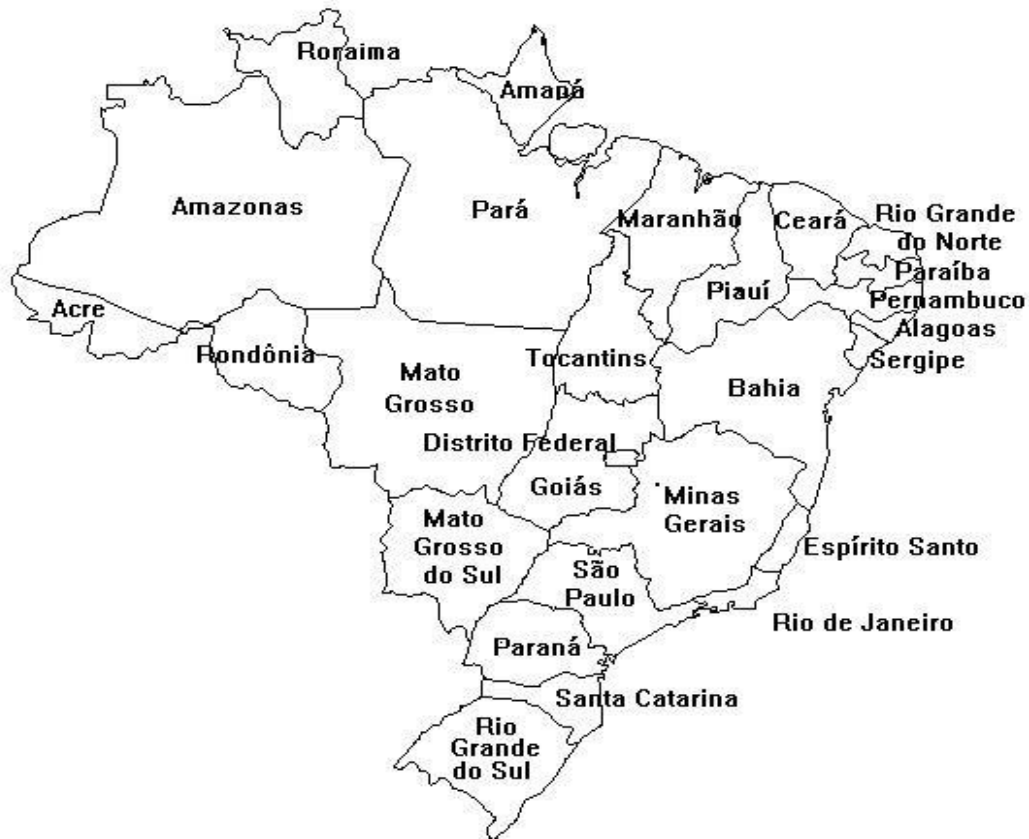 Roraima
Amapá
Amazonas
Pará
Maranhão
Ceará
Rio Grande
do Norte
Paraíba
Piauí
Pernambuco
Acre
Alagoas
Rondônia
Tocantins
Sergipe
Mato
Grosso
Bahia
Distrito Federal
Goiás
Minas
Gerais
Mato
Grosso
do Sul
Espírito Santo
São
Paulo
Rio de Janeiro
Paraná
Santa Catarina
Rio
Grande
do Sul